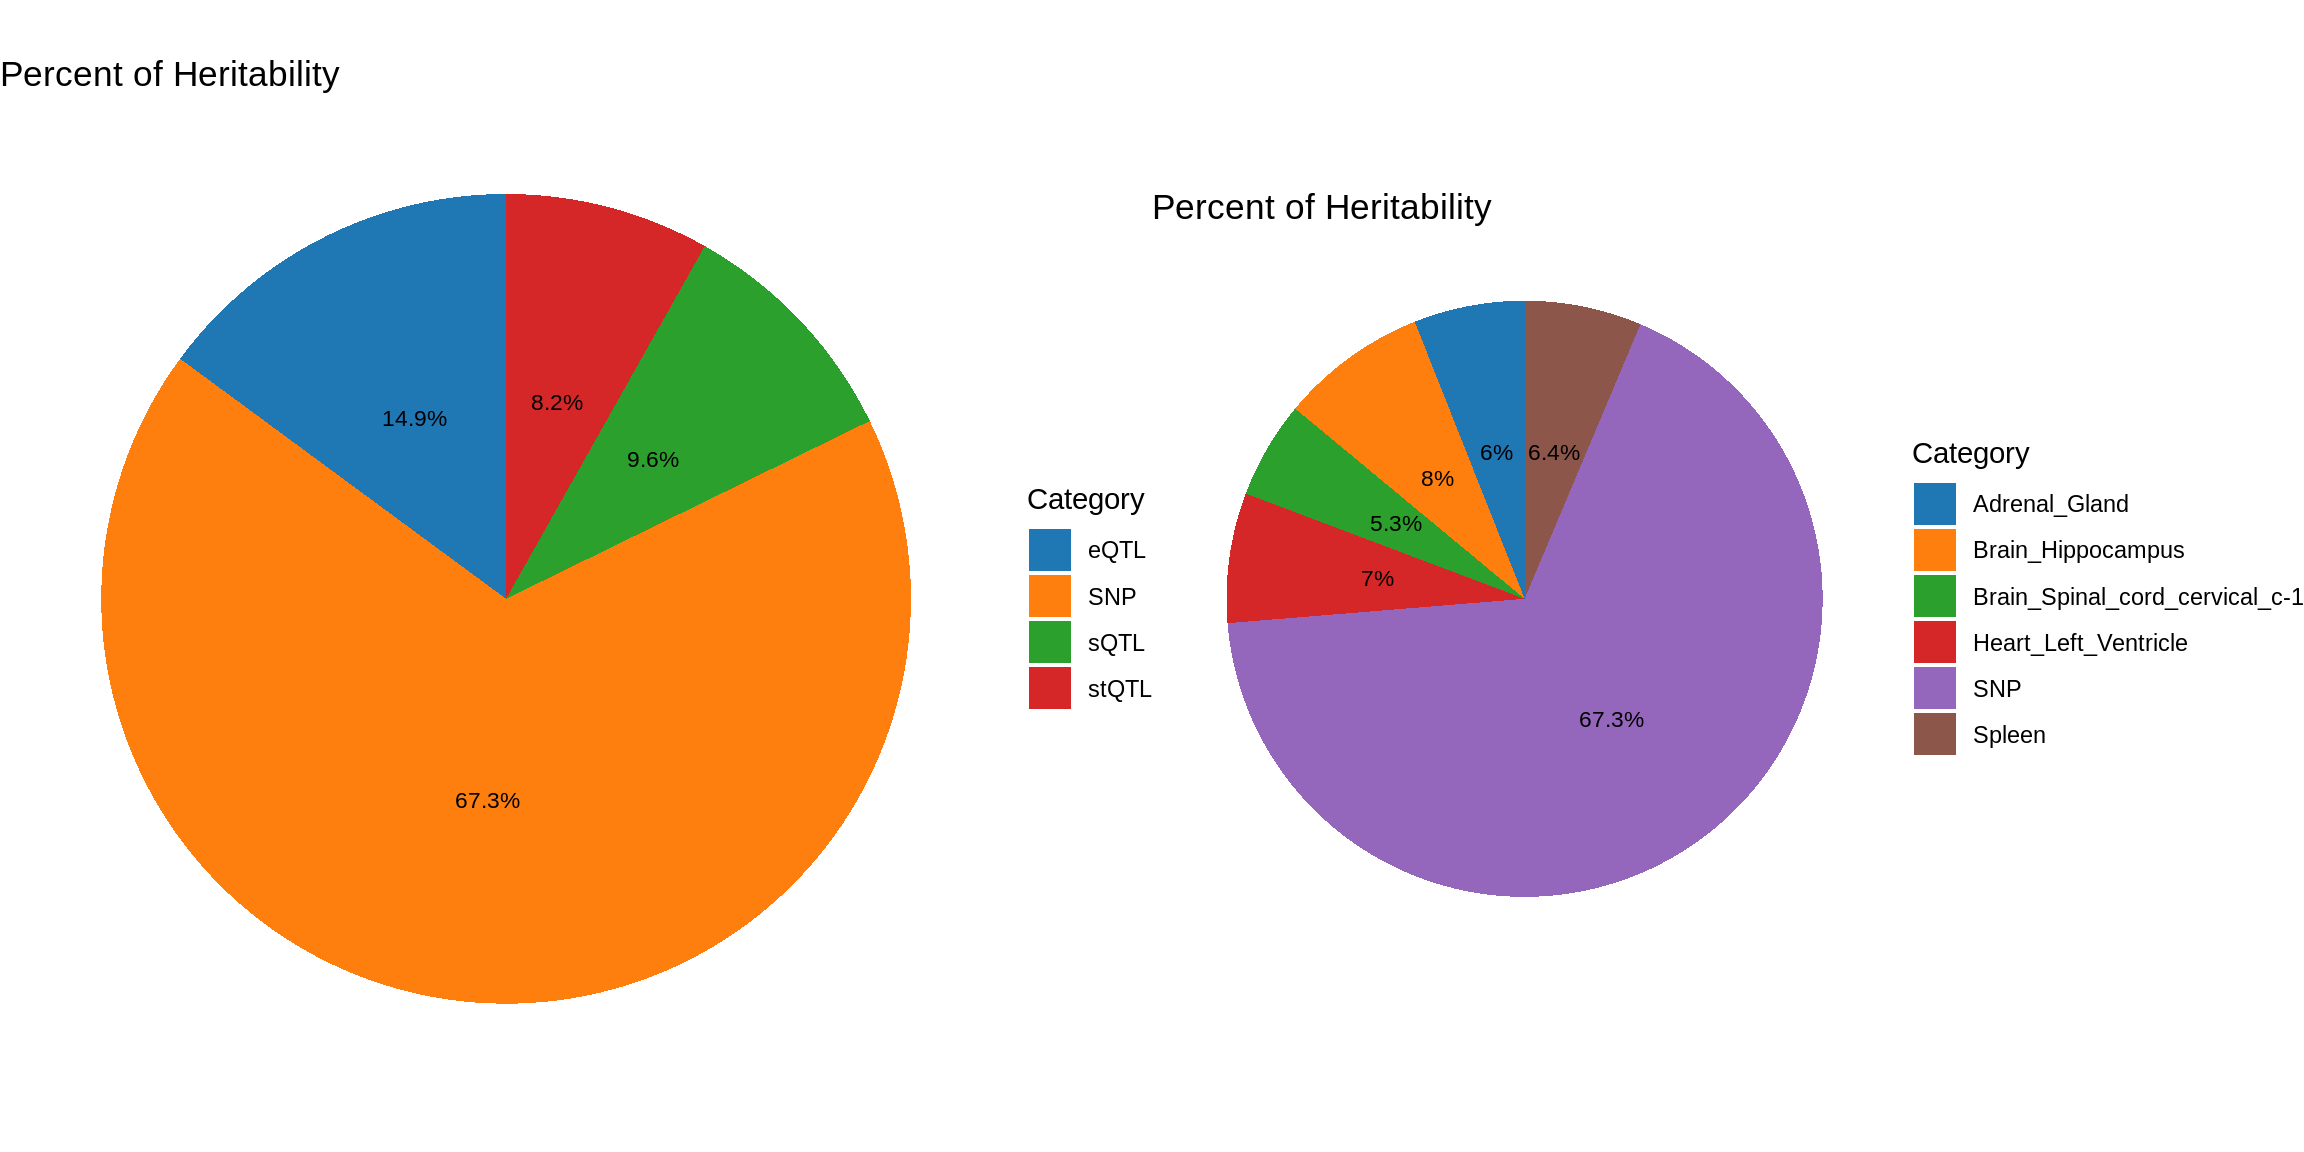 Percent of Heritability
14.9%
8.2%
9.6%
67.3%
Category
eQTL
SNP
sQTL
stQTL
Percent of Heritability
6%
6.4%
8%
5.3%
7%
67.3%
Category
Adrenal_Gland
Brain_Hippocampus
Brain_Spinal_cord_cervical_c-1
Heart_Left_Ventricle
SNP
Spleen